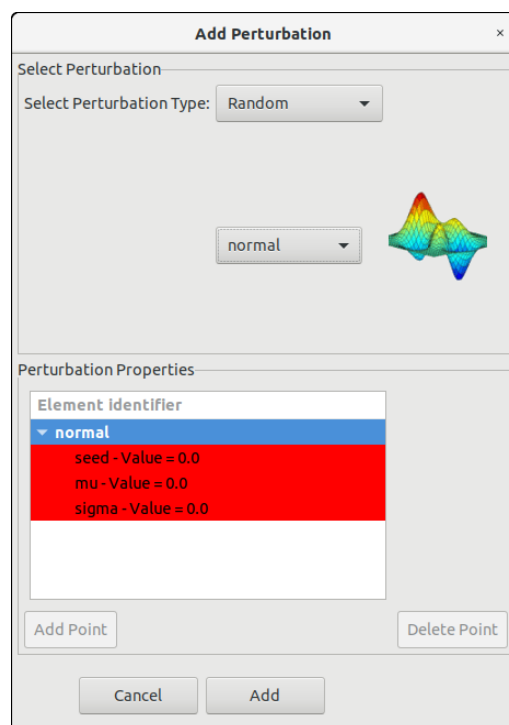 Add Perturbation ×
Select Perturbation
Select Perturbation Type: Random
normal
Perturbation Properties
Element identifier
normal
seed - Value = 0.0
mu - Value = 0.0
sigma - Value = 0.0
Add Point Delete Point
Cancel Add